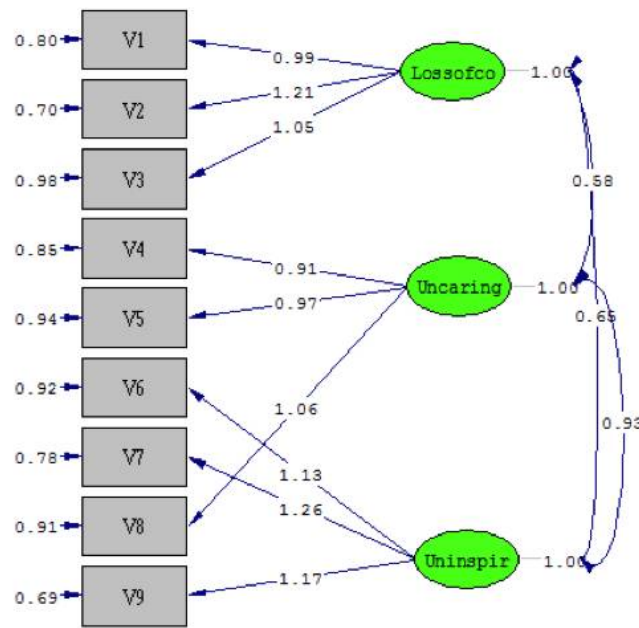 0.80 V1
0.99 Lossofco 1.00
0.70 V2
1.21
1.05
0.98 V3
0.58
0.85 V4
0.91 Uncaring 1.00
0.97
0.94 V5
0.65
0.92 V6
1.06
0.93
0.78 V7
1.13
1.26
0.91 V8
Uninspir 1.00
1.17
0.69 V9